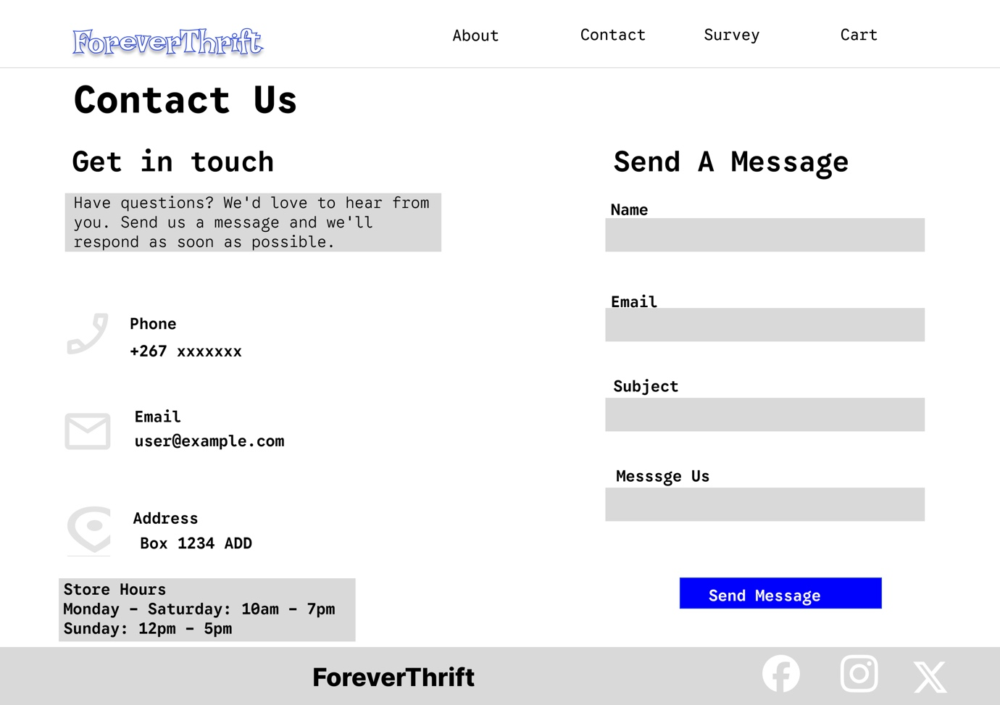 ForeverThrift
About Contact Survey Cart
Contact Us
Get in touch
Have questions? We'd love to hear from
you. Send us a message and we'll
respond as soon as possible.
Phone
+267 xxxxxxx
Email
user@example.com
Address
Box 1234 ADD
Store Hours
Monday – Saturday: 10am – 7pm
Sunday: 12pm – 5pm
Send A Message
Name
Email
Subject
Messsge Us
Send Message
ForeverThrift